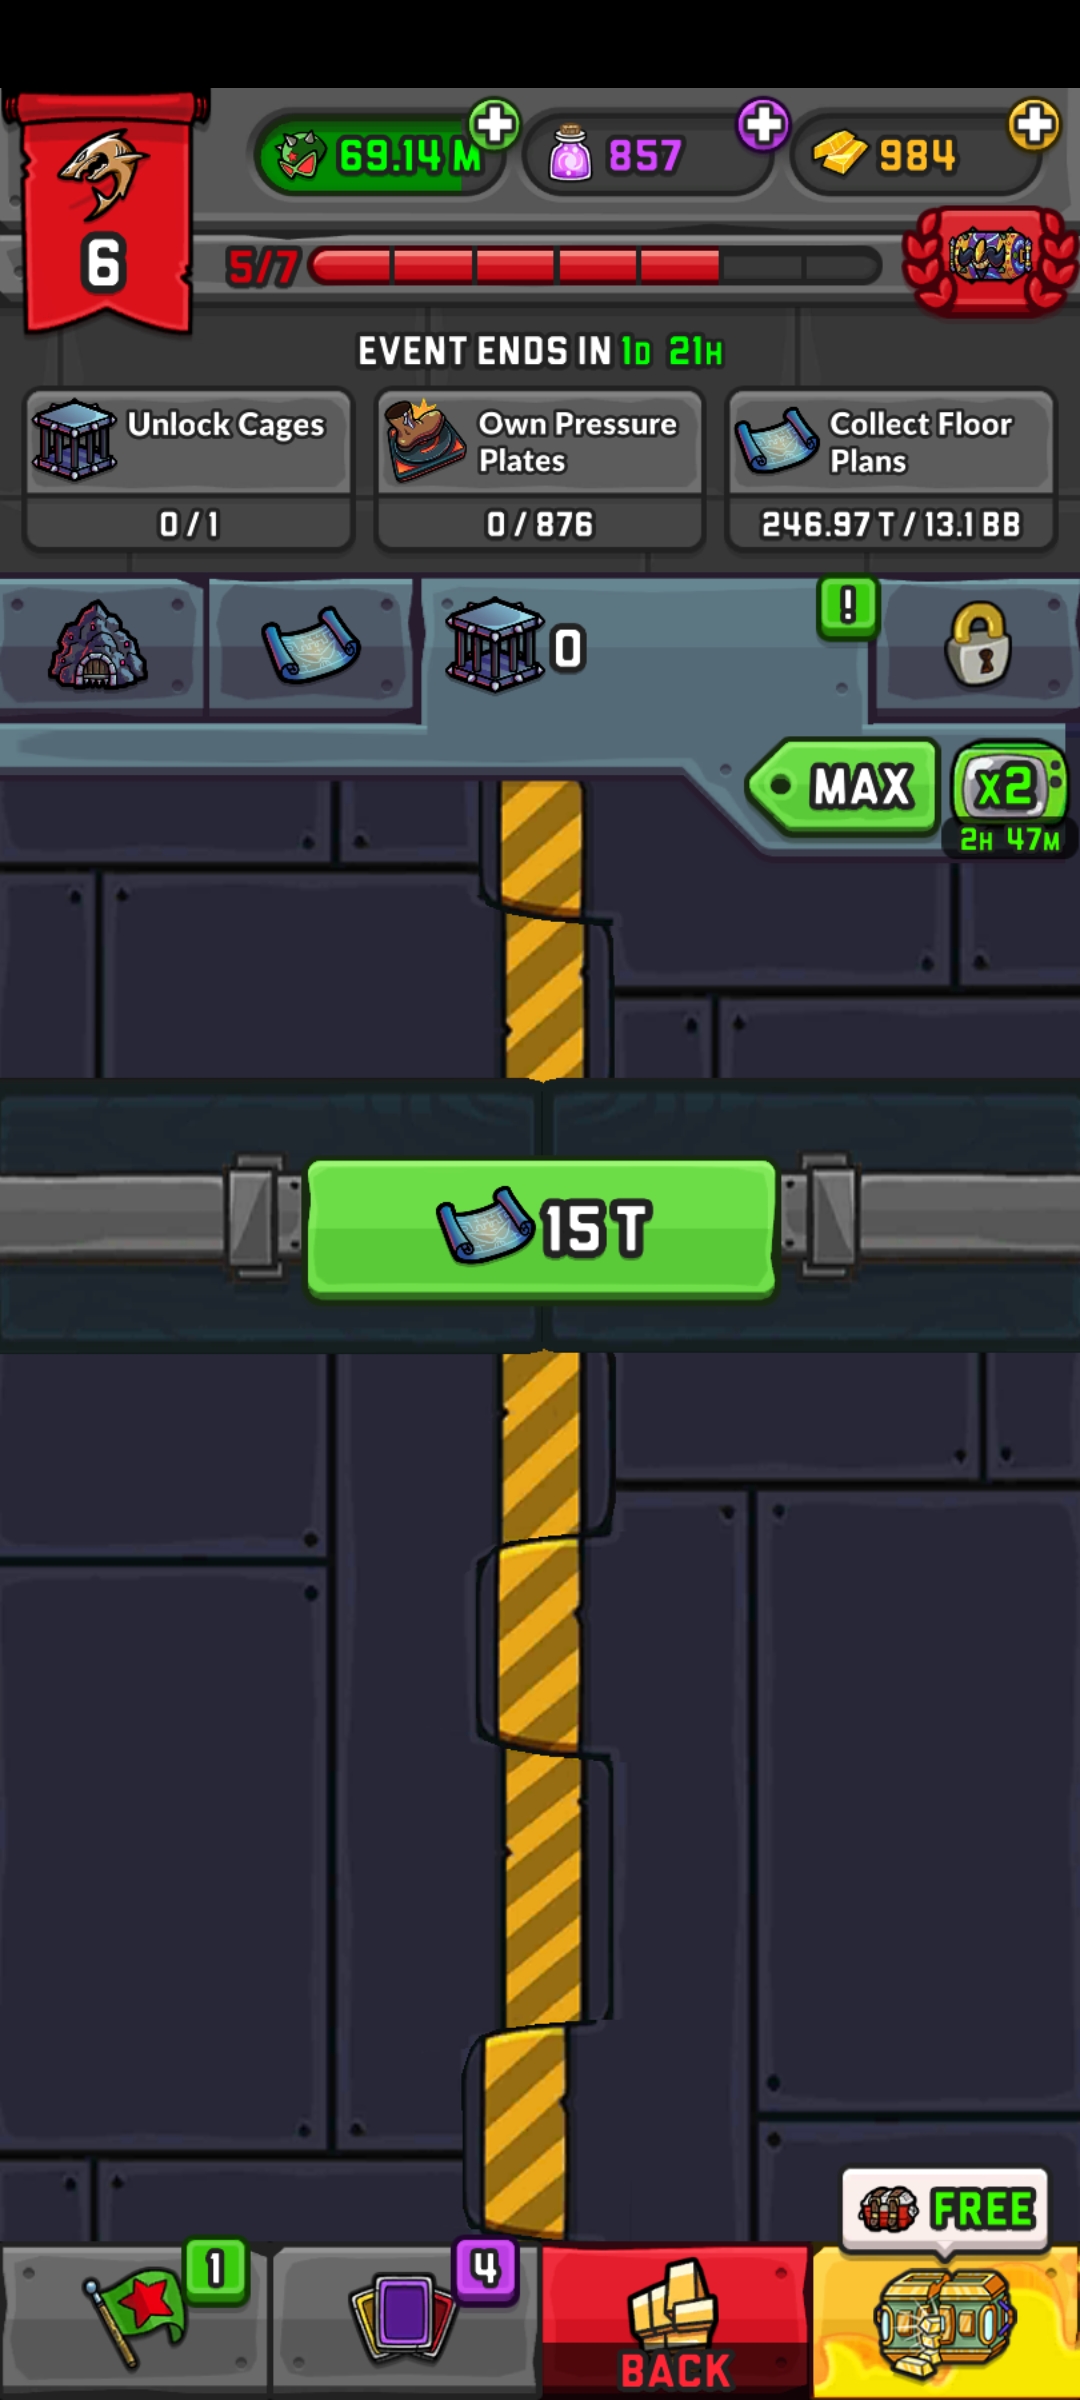 69.14 M
857
984
6
5/7
EVENT ENDS IN 1D 21H
Unlock Cages
0 / 1
Own Pressure
Plates
0 / 876
Collect Floor
Plans
246.97 T / 13.1 BB
0
!
MAX
x2
2H 47M
15 T
FREE
1
4
BACK